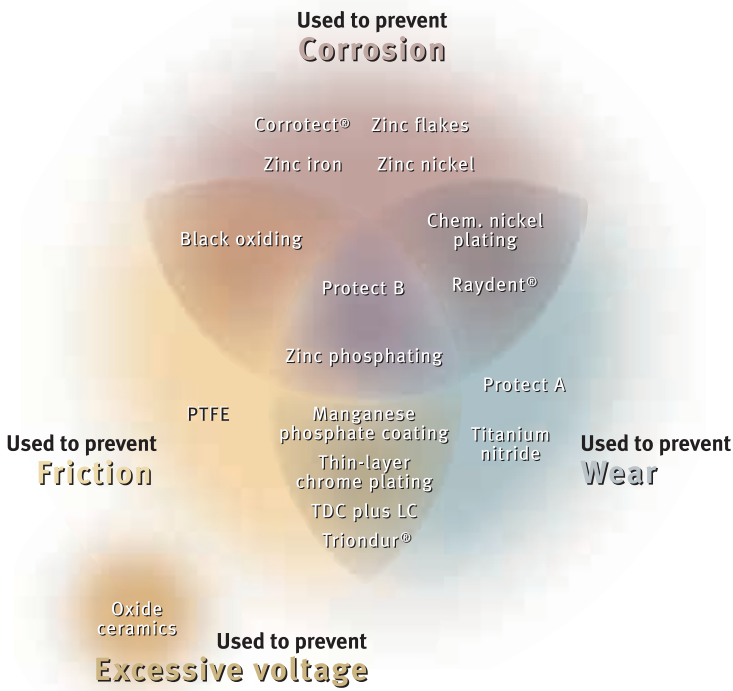 Used to prevent
Corrosion
Corrotect® Zinc flakes
Zinc iron Zinc nickel
Black oxiding
Chem. nickel
plating
Protect B
Raydent®
Zinc phosphating
Protect A
PTFE
Manganese
phosphate coating
Titanium
nitride
Thin-layer
chrome plating
TDC plus LC
Triondur®
Used to prevent
Friction
Used to prevent
Wear
Oxide
ceramics
Used to prevent
Excessive voltage